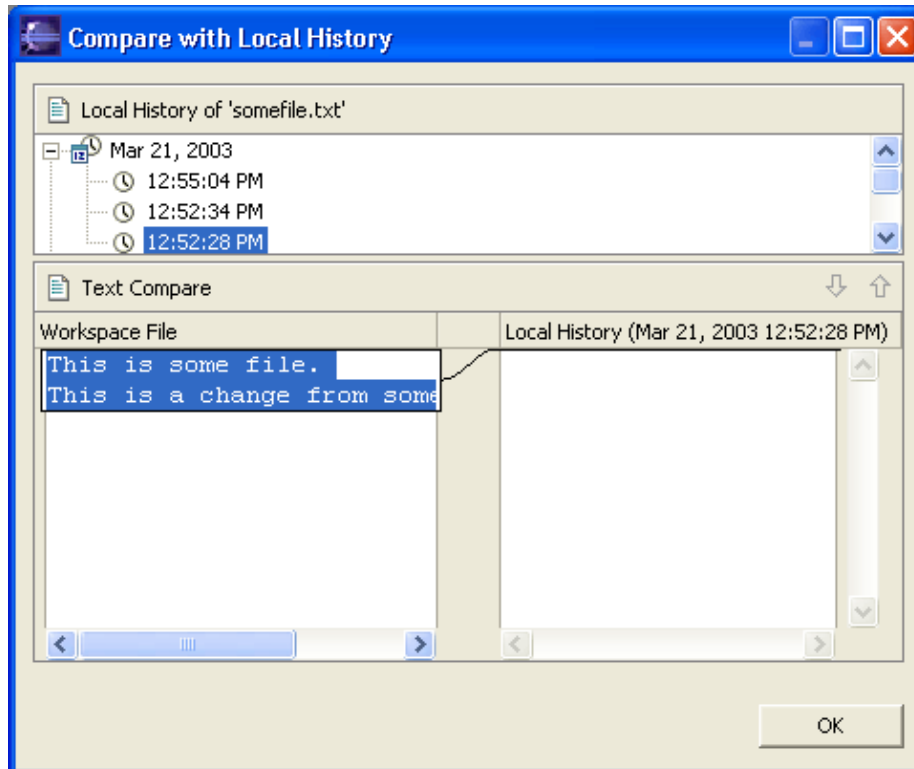 Compare with Local History
Local History of 'somefile.txt'
Mar 21, 2003
12:55:04 PM
12:52:34 PM
12:52:28 PM
Text Compare
Workspace File
Local History (Mar 21, 2003 12:52:28 PM)
This is some file.
This is a change from some
OK